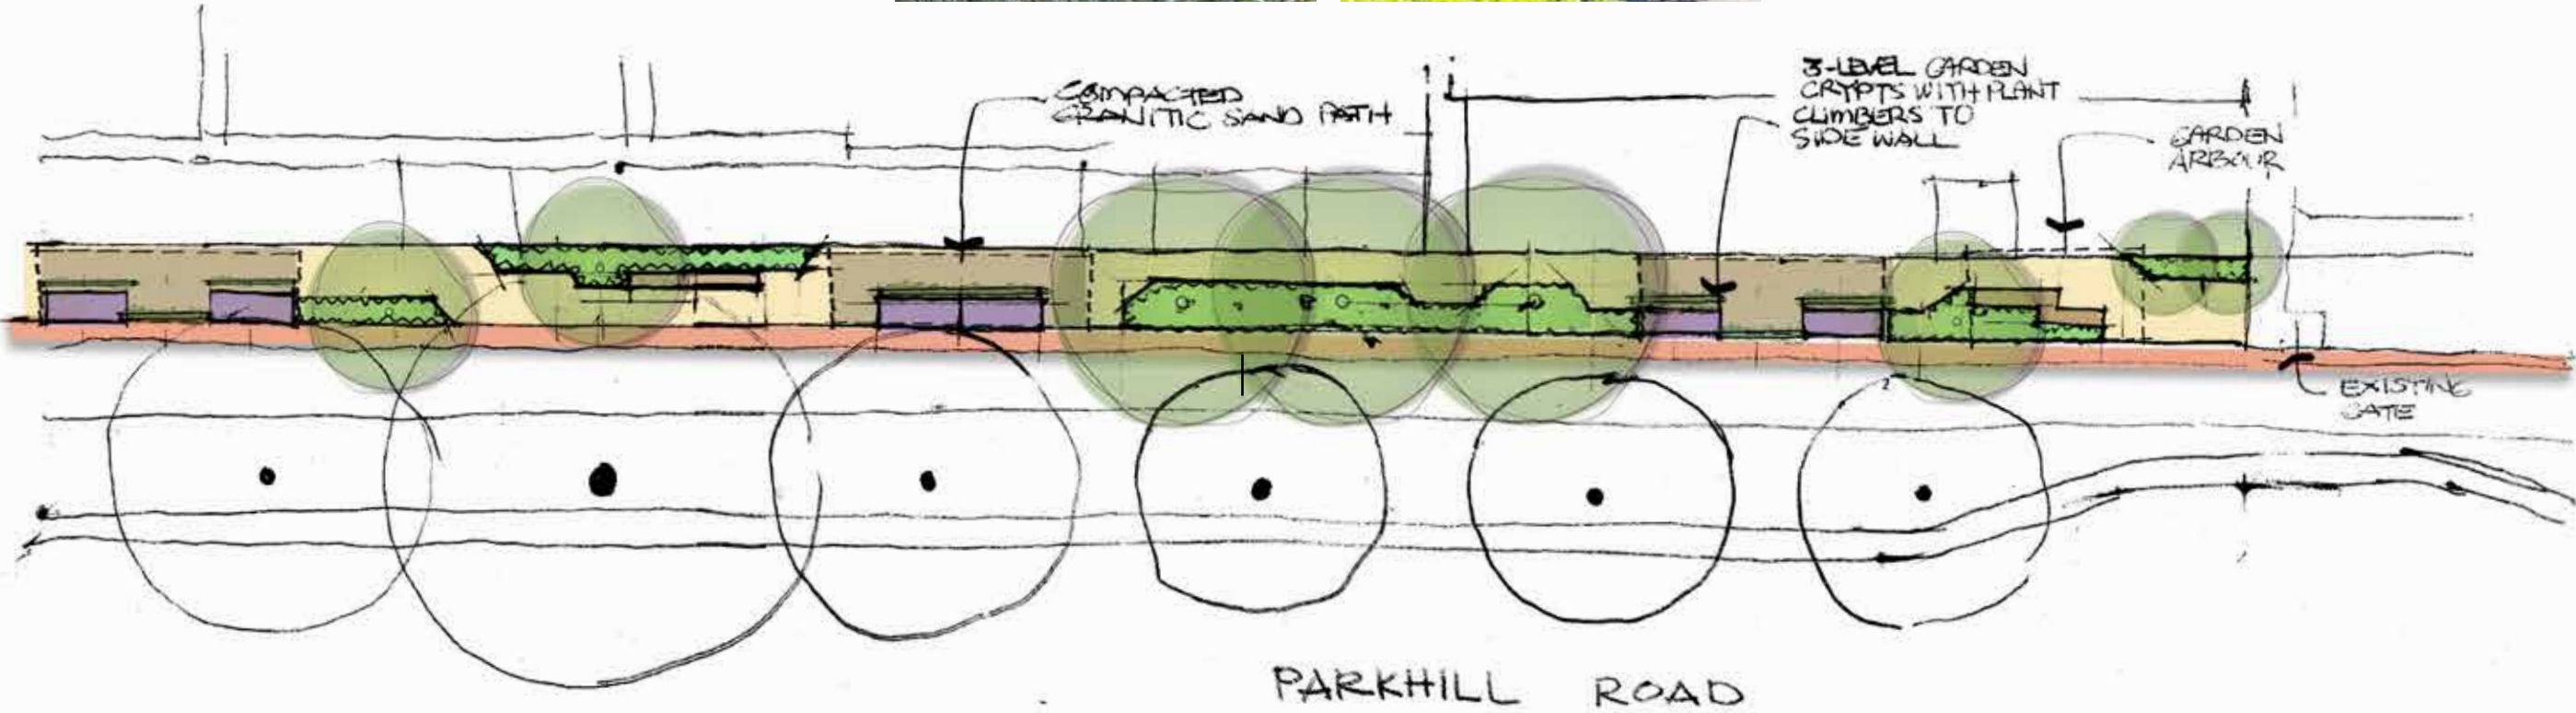 COMPACTED
GRANITIC SAND PATH
3-LEVEL GARDEN
CRYPTS WITH PLANT
CLIMBERS TO
SIDE WALL
GARDEN
ARBOUR
EXISTING
GATE
PARKHILL ROAD